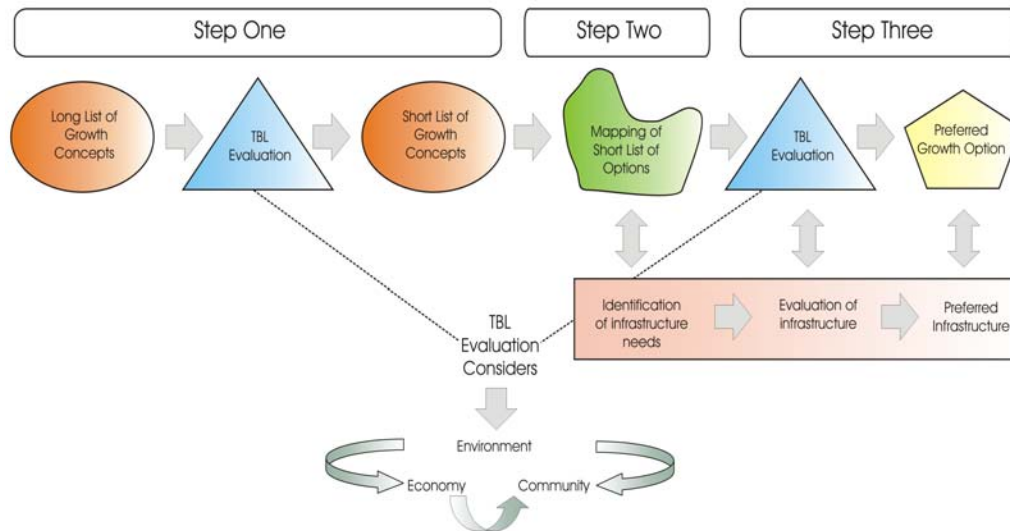 Step One
Step Two
Step Three
Long List of
Growth
Concepts
TBL
Evaluation
Short List of
Growth
Concepts
Mapping of
Short List of
Options
TBL
Evaluation
Preferred
Growth Option
Identification
of infrastructure
needs
Evaluation of
infrastructure
Preferred
Infrastructure
TBL
Evaluation
Considers
Environment
Economy
Community